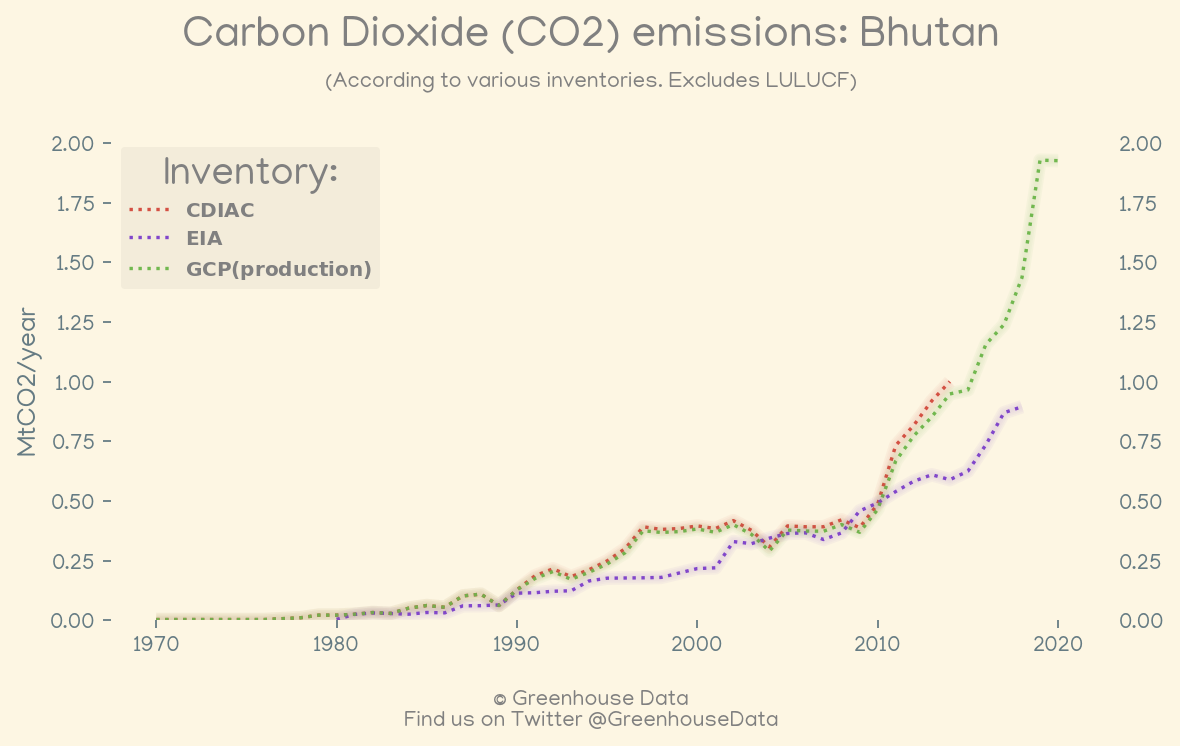 Carbon Dioxide (CO2) emissions: Bhutan
(According to various inventories. Excludes LULUCF)
2.00 2.00
Inventory:
1.75 CDIAC 1.75
EIA
1.50 GCP(production) 1.50
1.25 1.25
MtCO2/year
1.00 1.00
0.75 0.75
0.50 0.50
0.25 0.25
0.00 0.00
1970 1980 1990 2000 2010 2020
© Greenhouse Data
Find us on Twitter @GreenhouseData